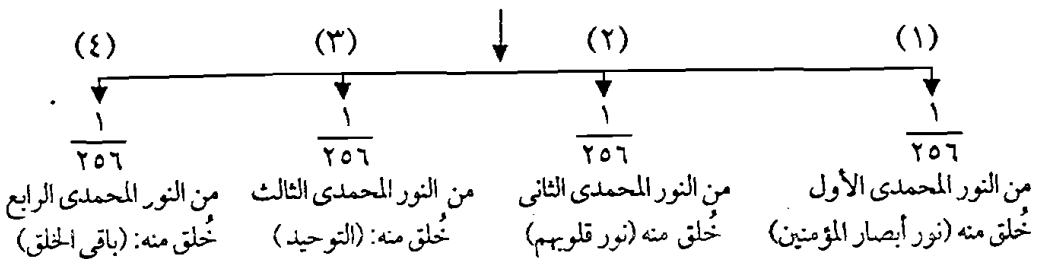 (١) (٢) (٣) (٤)
١ ١ ١ ١
٢٥٦ ٢٥٦ ٢٥٦ ٢٥٦
من النور المحمدى الأول من النور المحمدى الثانى من النور المحمدى الثالث من النور المحمدى الرابع
خُلق منه (نور أبصار المؤمنين) خُلق منه (نور قلوبهم) خُلق منه: (التوحيد) خُلق منه: (باقى الخلق)